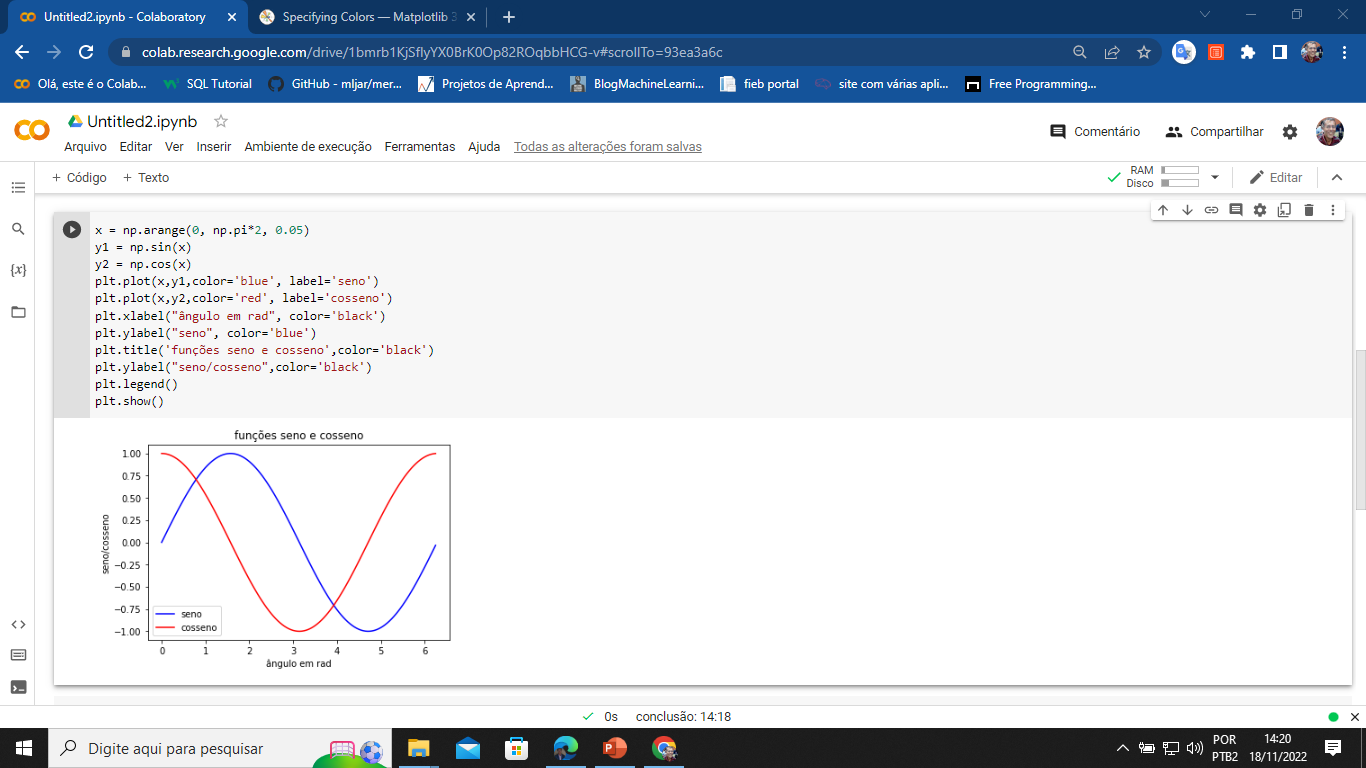 Untitled2.ipynb - Colaboratory
Specifying Colors — Matplotlib 3
colab.research.google.com/drive/1bmrb1KjSflyYX0BrK0Op82ROqbbHCG-v#scrollTo=93ea3a6c
Olá, este é o Colab... SQL Tutorial GitHub - mljar/mer... Projetos de Aprend... BlogMachineLearni... fieb portal site com várias apli... Free Programming...
Untitled2.ipynb
Comentário Compartilhar
Arquivo Editar Ver Inserir Ambiente de execução Ferramentas Ajuda Todas as alterações foram salvas
+ Código + Texto
RAM
Disco
Editar
x = np.arange(0, np.pi*2, 0.05)
y1 = np.sin(x)
y2 = np.cos(x)
plt.plot(x,y1,color='blue', label='seno')
plt.plot(x,y2,color='red', label='cosseno')
plt.xlabel("ângulo em rad", color='black')
plt.ylabel("seno", color='blue')
plt.title('funções seno e cosseno',color='black')
plt.ylabel("seno/cosseno",color='black')
plt.legend()
plt.show()
funções seno e cosseno
1.00
0.75
0.50
0.25
0.00
−0.25
−0.50
−0.75
−1.00
seno/cosseno
seno
cosseno
0 1 2 3 4 5 6
ângulo em rad
0s conclusão: 14:18
Digite aqui para pesquisar
POR
PTB2
14:20
18/11/2022